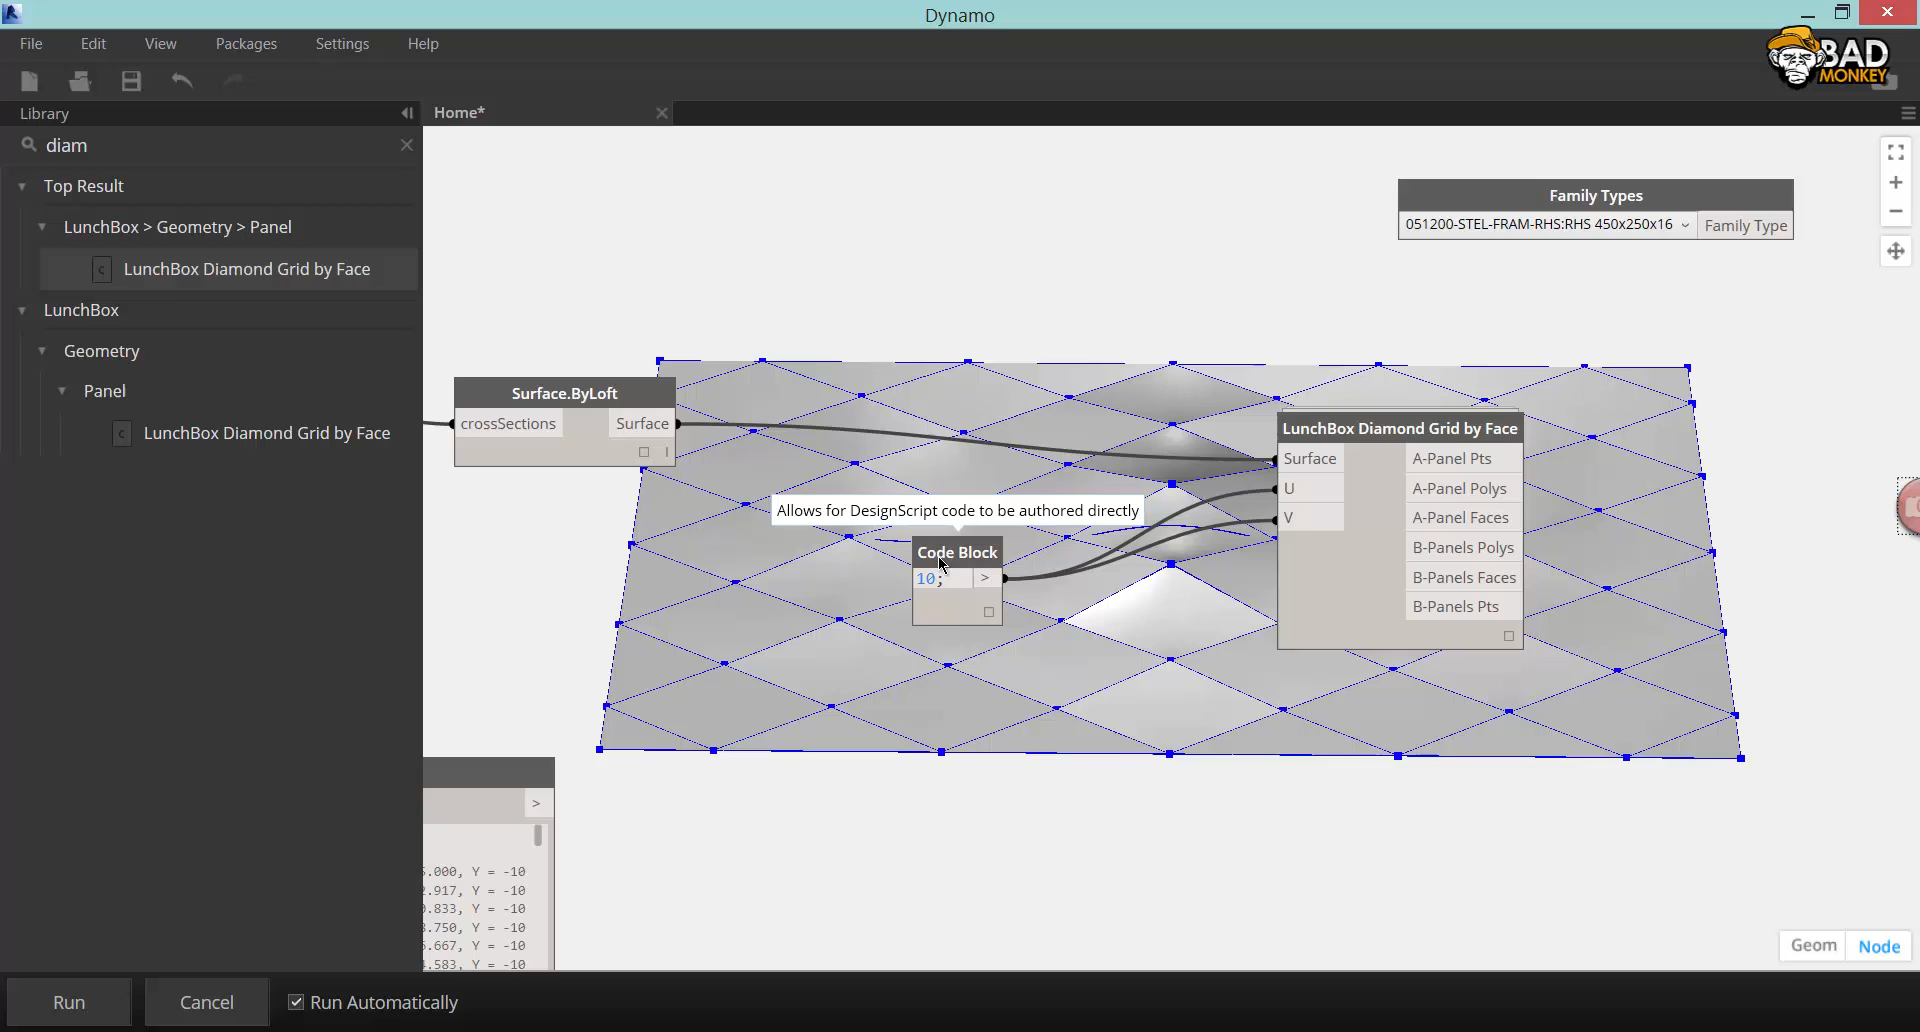 Dynamo
File Edit View Packages Settings Help
BAD
MONKEY
Library
Home*
diam
Top Result
LunchBox > Geometry > Panel
c LunchBox Diamond Grid by Face
LunchBox
Geometry
Panel
c LunchBox Diamond Grid by Face
Family Types
051200-STEL-FRAM-RHS:RHS 450x250x16
Family Type
Surface.ByLoft
crossSections Surface
Allows for DesignScript code to be authored directly
Code Block
10; >
LunchBox Diamond Grid by Face
Surface A-Panel Pts
U A-Panel Polys
V A-Panel Faces
B-Panels Polys
B-Panels Faces
B-Panels Pts
>
.000, Y = -10
.917, Y = -10
.833, Y = -10
.750, Y = -10
.667, Y = -10
.583, Y = -10
Geom Node
Run Cancel Run Automatically